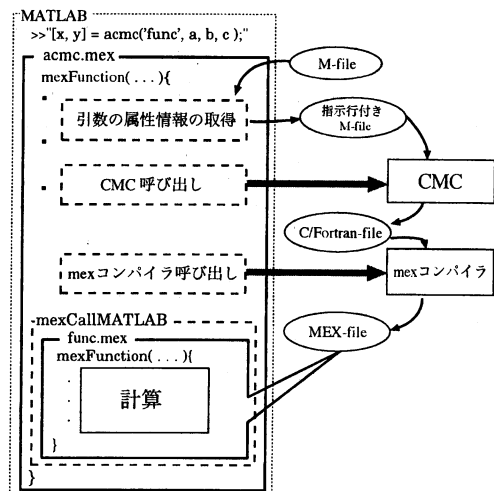 MATLAB
>>"[x, y] = acmc('func', a, b, c );"
acmc.mex
mexFunction( . . . ){
M-file
引数の属性情報の取得
指示行付き
M-file
CMC 呼び出し
CMC
C/Fortran-file
mexコンパイラ呼び出し
mexコンパイラ
mexCallMATLAB
MEX-file
func.mex
mexFunction( . . . ){
計算
}
}